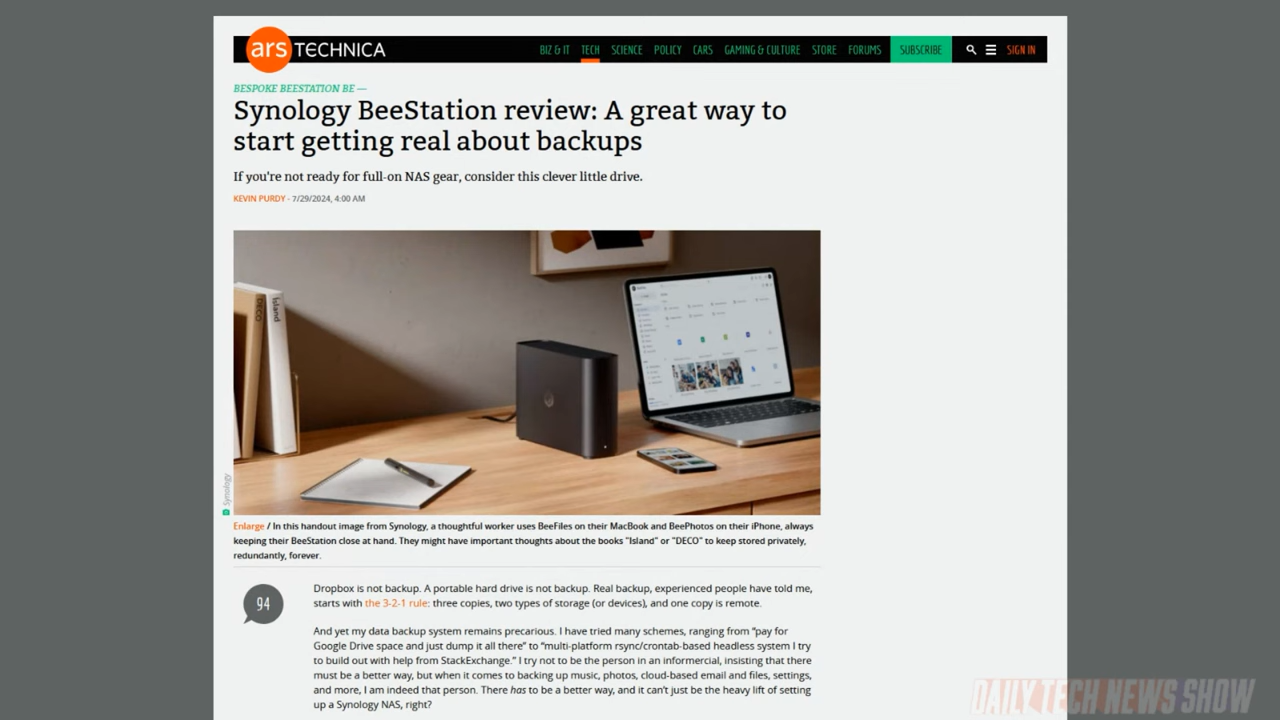 ars TECHNICA
BIZ & IT TECH SCIENCE POLICY CARS GAMING & CULTURE STORE FORUMS SUBSCRIBE SIGN IN
BESPOKE BEESTATION BE —
Synology BeeStation review: A great way to
start getting real about backups
If you're not ready for full-on NAS gear, consider this clever little drive.
KEVIN PURDY - 7/29/2024, 4:00 AM
DECO
island
Synology
Enlarge / In this handout image from Synology, a thoughtful worker uses BeeFiles on their MacBook and BeePhotos on their iPhone, always
keeping their BeeStation close at hand. They might have important thoughts about the books "Island" or "DECO" to keep stored privately,
redundantly, forever.
94
Dropbox is not backup. A portable hard drive is not backup. Real backup, experienced people have told me,
starts with the 3-2-1 rule: three copies, two types of storage (or devices), and one copy is remote.
And yet my data backup system remains precarious. I have tried many schemes, ranging from "pay for
Google Drive space and just dump it all there" to "multi-platform rsync/crontab-based headless system I try
to build out with help from StackExchange." I try not to be the person in an informercial, insisting that there
must be a better way, but when it comes to backing up music, photos, cloud-based email and files, settings,
and more, I am indeed that person. There has to be a better way, and it can't just be the heavy lift of setting
up a Synology NAS, right?
DAILY TECH NEWS SHOW